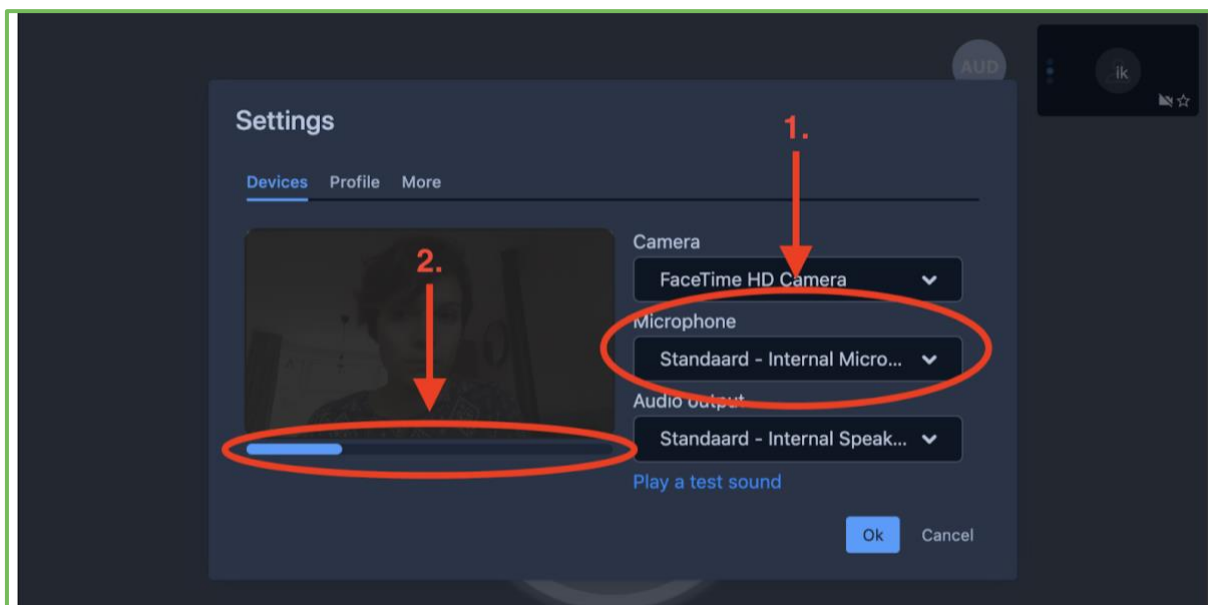 AUD
ik
Settings
1.
Devices Profile More
Camera
2.
FaceTime HD Camera
Microphone
Standaard - Internal Micro...
Audio output
Standaard - Internal Speak...
Play a test sound
Ok Cancel